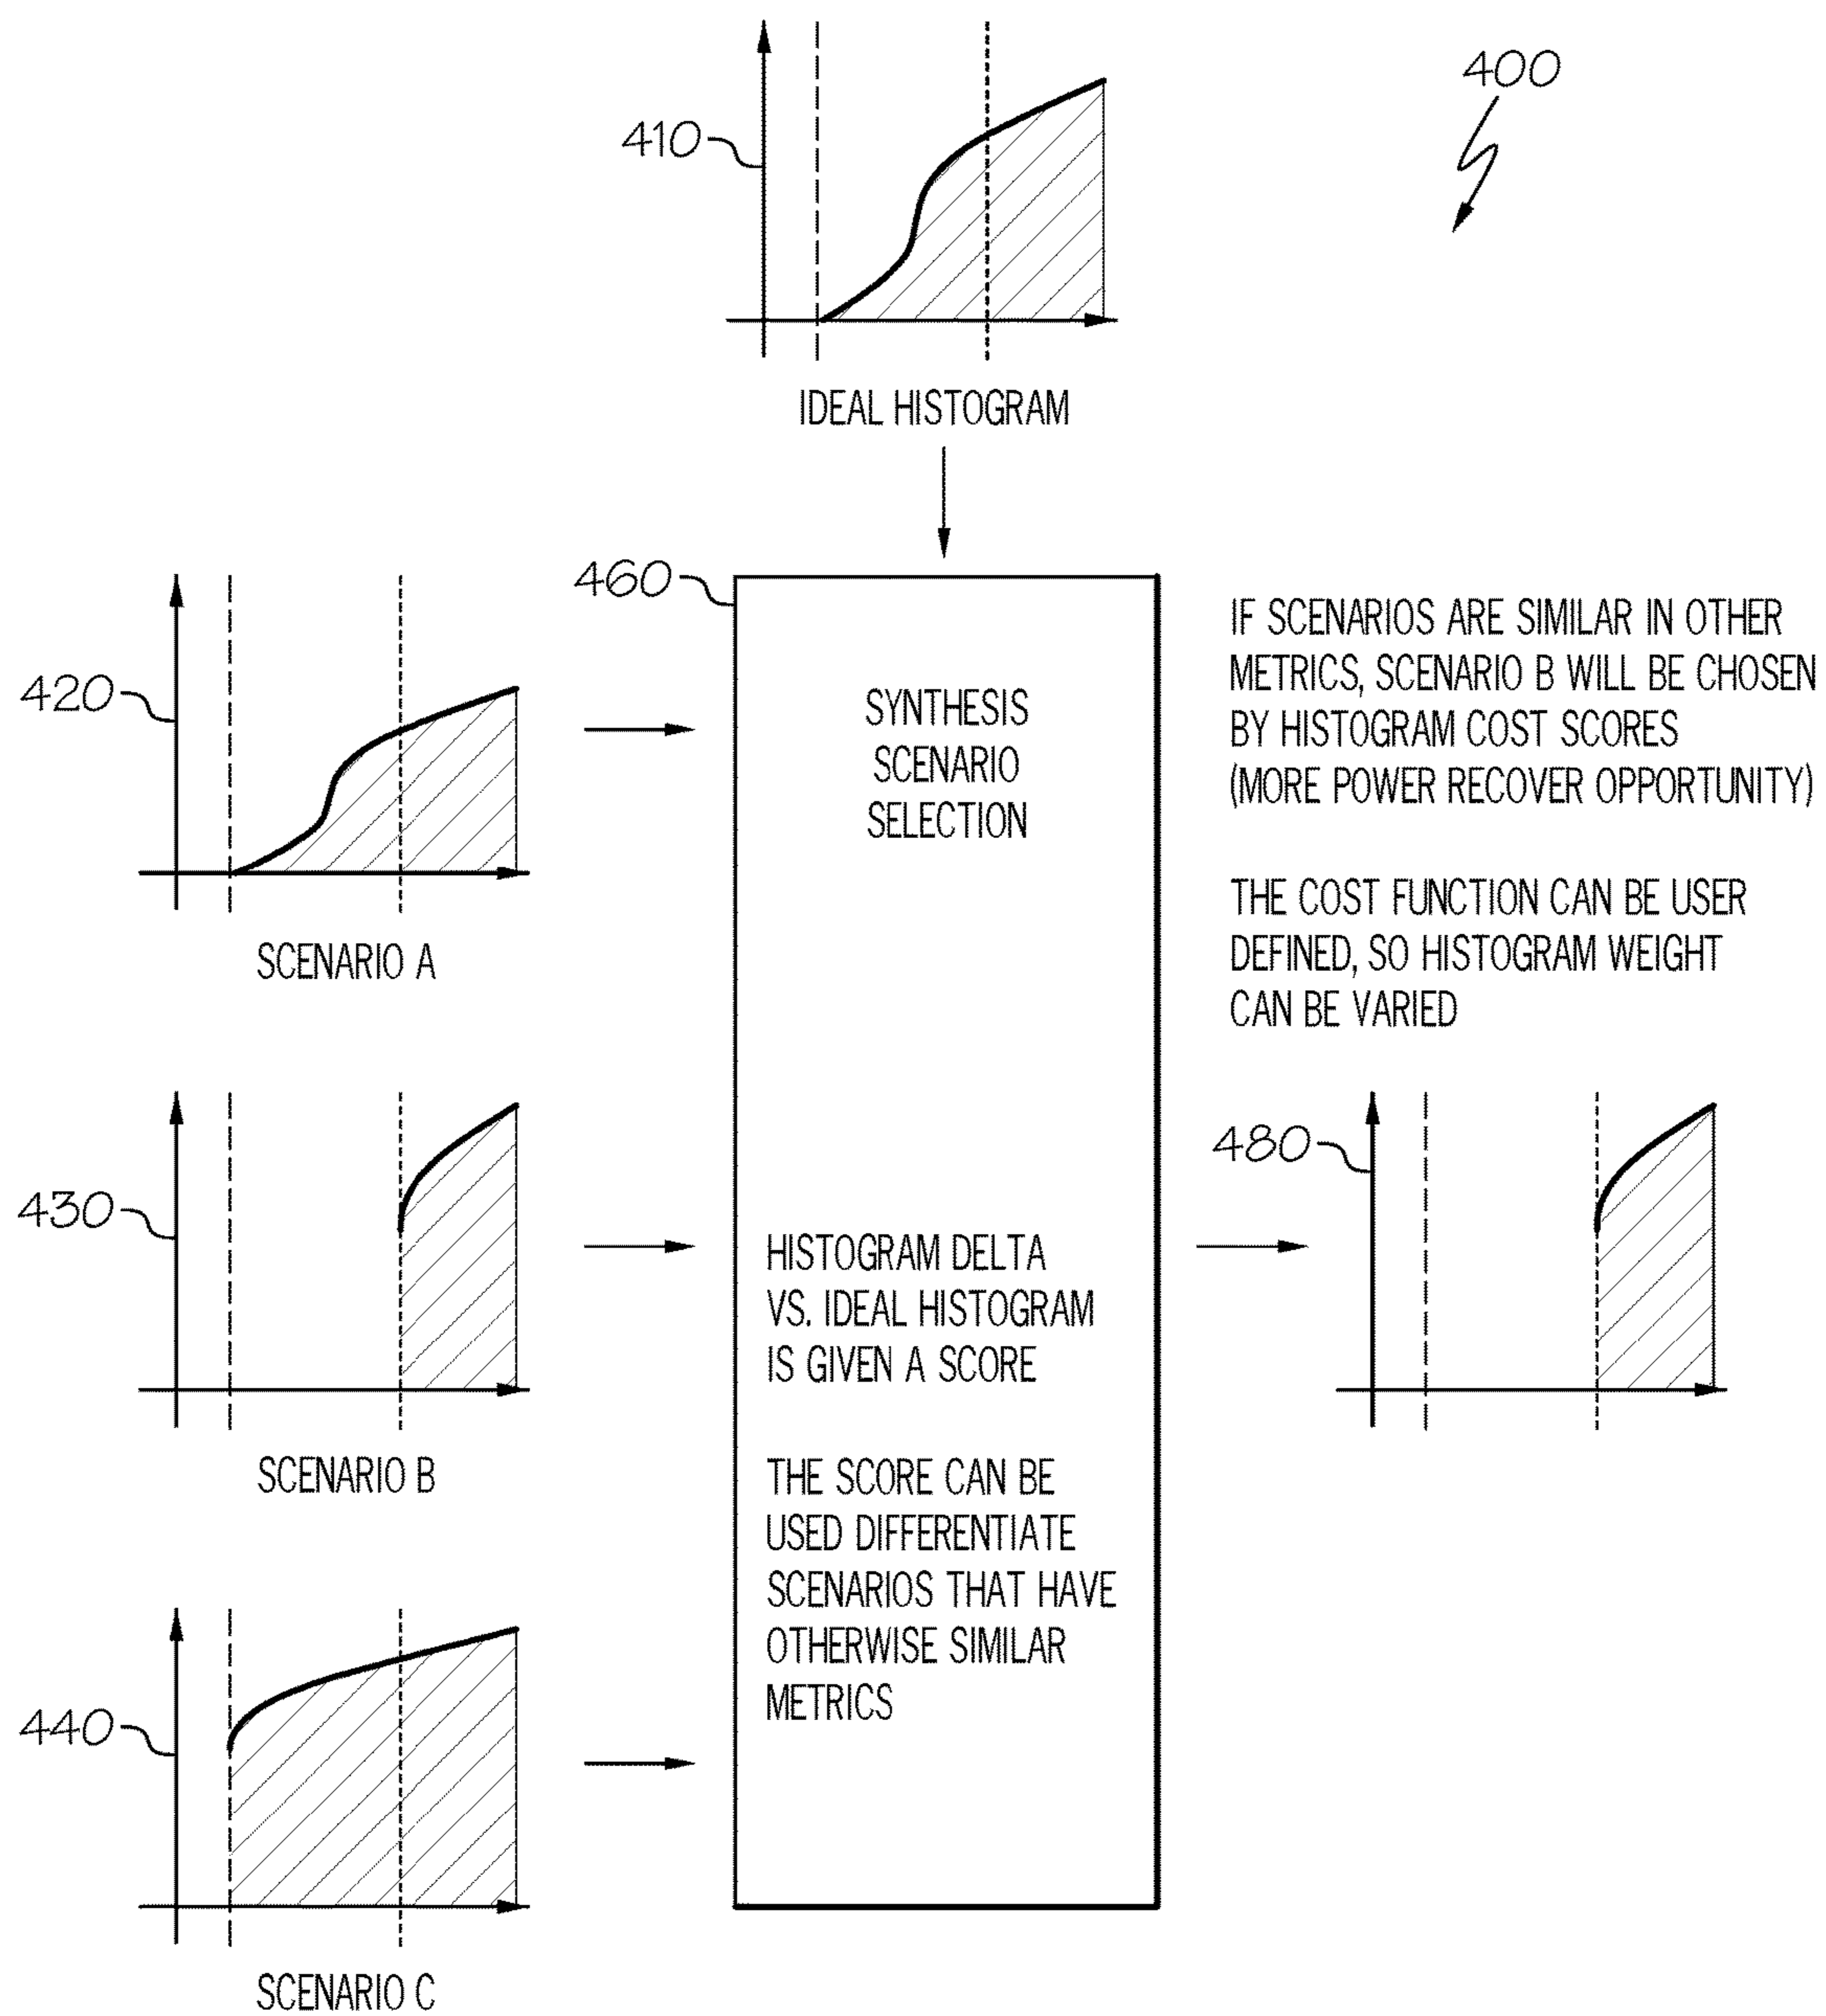 400
410
IDEAL HISTOGRAM
420
SCENARIO A
430
SCENARIO B
440
SCENARIO C
460
SYNTHESIS
SCENARIO
SELECTION
HISTOGRAM DELTA
VS. IDEAL HISTOGRAM
IS GIVEN A SCORE
THE SCORE CAN BE
USED DIFFERENTIATE
SCENARIOS THAT HAVE
OTHERWISE SIMILAR
METRICS
IF SCENARIOS ARE SIMILAR IN OTHER
METRICS, SCENARIO B WILL BE CHOSEN
BY HISTOGRAM COST SCORES
(MORE POWER RECOVER OPPORTUNITY)
THE COST FUNCTION CAN BE USER
DEFINED, SO HISTOGRAM WEIGHT
CAN BE VARIED
480